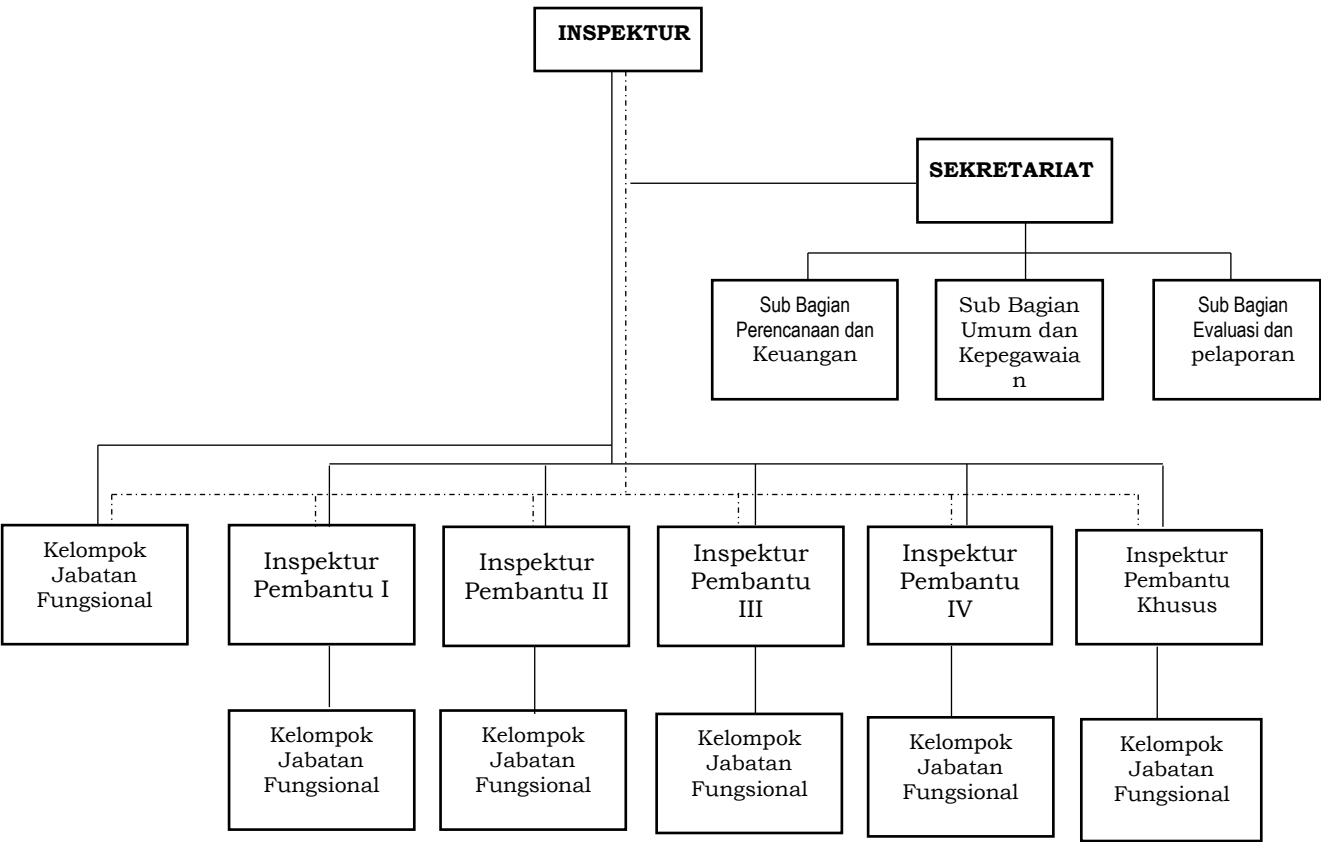 INSPEKTUR
SEKRETARIAT
Sub Bagian
Perencanaan dan
Keuangan
Sub Bagian
Umum dan
Kepegawaia
n
Sub Bagian
Evaluasi dan
pelaporan
Kelompok
Jabatan
Fungsional
Inspektur
Pembantu I
Inspektur
Pembantu II
Inspektur
Pembantu
III
Inspektur
Pembantu
IV
Inspektur
Pembantu
Khusus
Kelompok
Jabatan
Fungsional
Kelompok
Jabatan
Fungsional
Kelompok
Jabatan
Fungsional
Kelompok
Jabatan
Fungsional
Kelompok
Jabatan
Fungsional